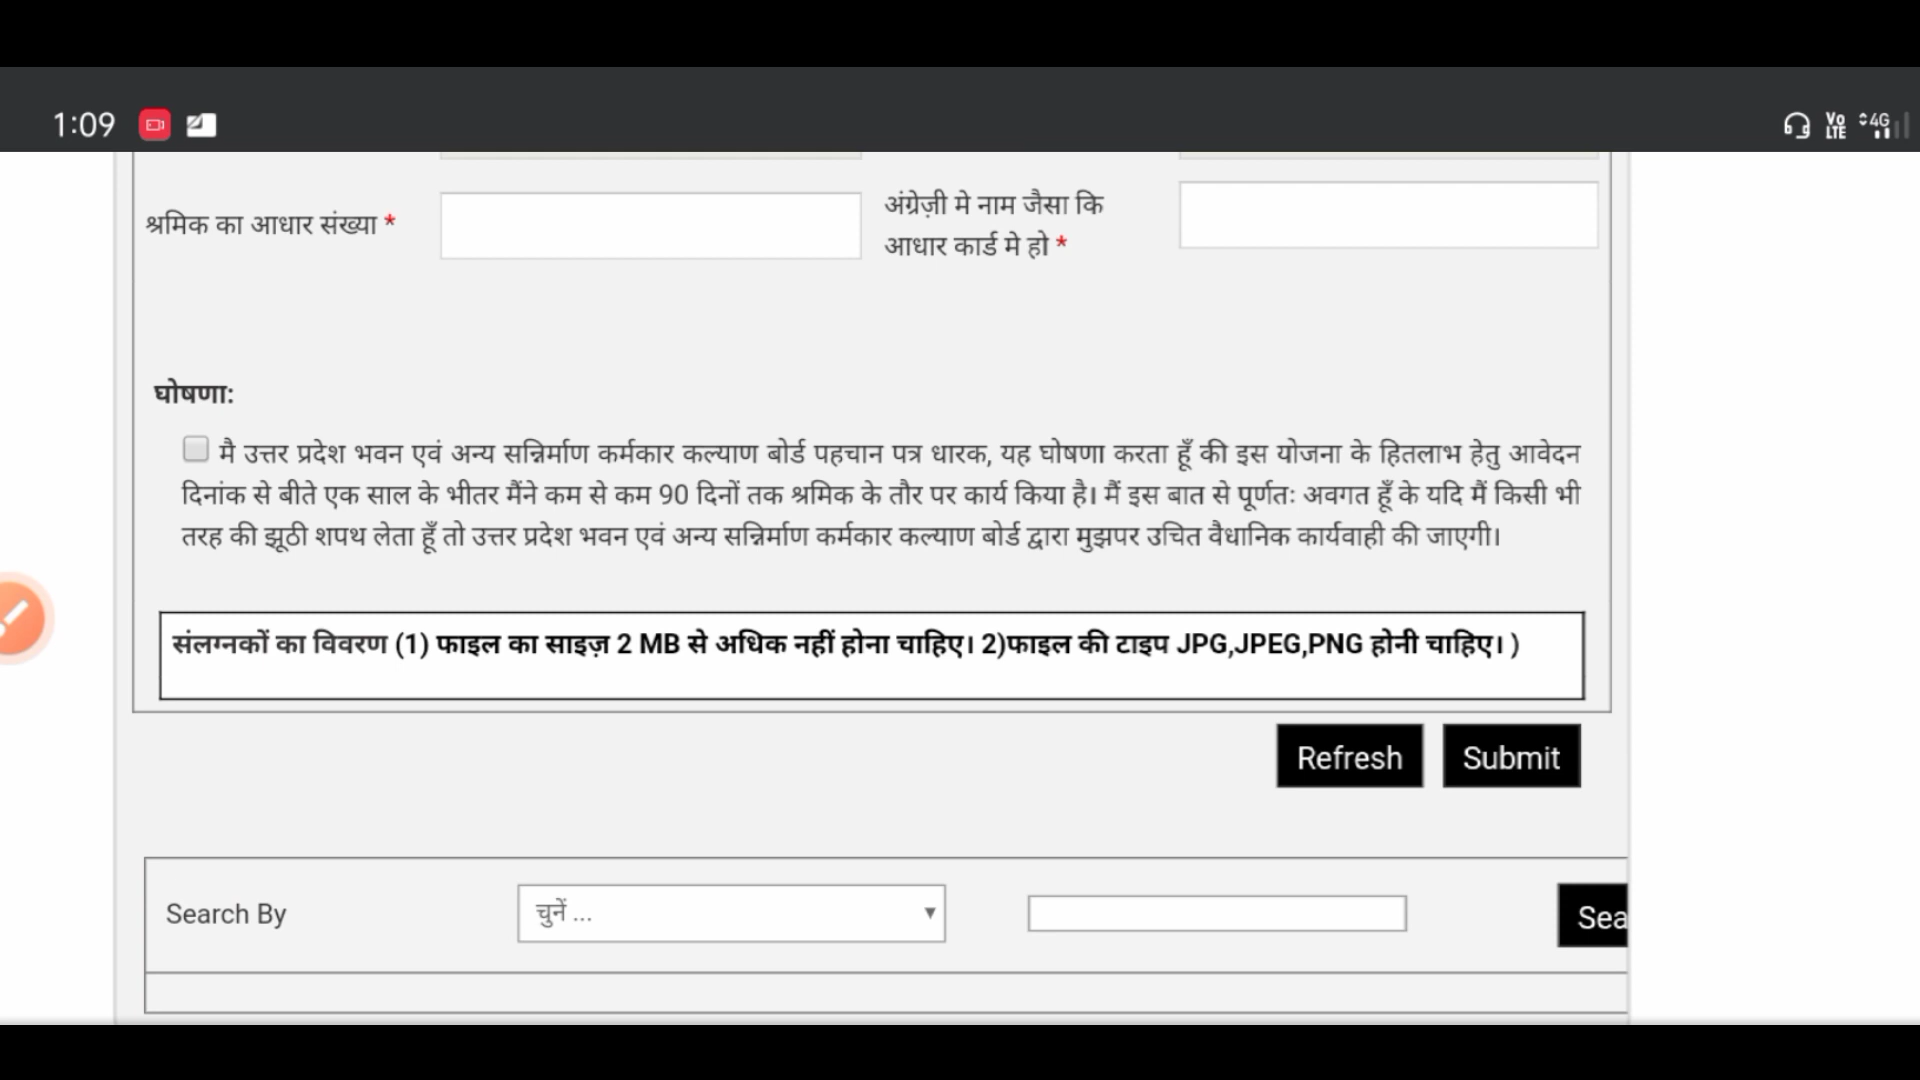 1:09
Vo LTE 4G
श्रमिक का आधार संख्या *
अंग्रेज़ी मे नाम जैसा कि
आधार कार्ड मे हो *
घोषणा:
मै उत्तर प्रदेश भवन एवं अन्य सन्निर्माण कर्मकार कल्याण बोर्ड पहचान पत्र धारक, यह घोषणा करता हूँ की इस योजना के हितलाभ हेतु आवेदन
दिनांक से बीते एक साल के भीतर मैंने कम से कम 90 दिनों तक श्रमिक के तौर पर कार्य किया है। मैं इस बात से पूर्णतः अवगत हूँ के यदि मैं किसी भी
तरह की झूठी शपथ लेता हूँ तो उत्तर प्रदेश भवन एवं अन्य सन्निर्माण कर्मकार कल्याण बोर्ड द्वारा मुझपर उचित वैधानिक कार्यवाही की जाएगी।
संलग्नकों का विवरण (1) फाइल का साइज़ 2 MB से अधिक नहीं होना चाहिए। 2)फाइल की टाइप JPG,JPEG,PNG होनी चाहिए। )
Refresh Submit
Search By चुनें ... Sea